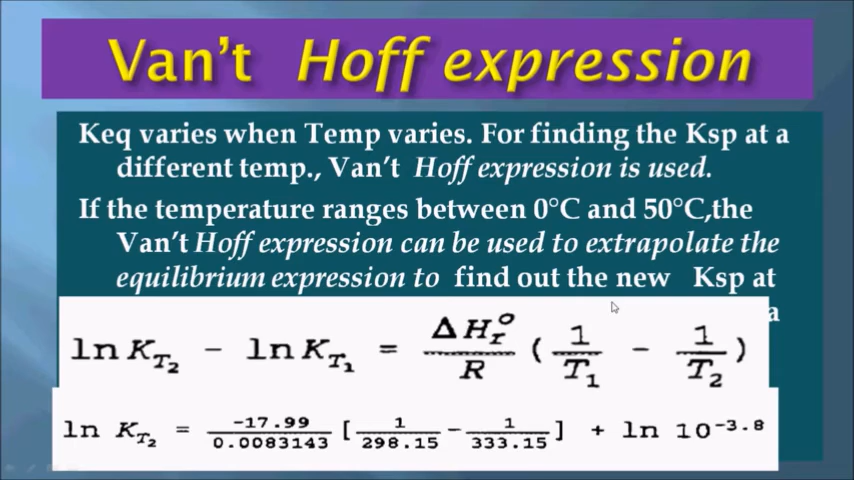 Van't Hoff expression
Keq varies when Temp varies. For finding the Ksp at a
different temp., Van't Hoff expression is used.
If the temperature ranges between 0°C and 50°C,the
Van't Hoff expression can be used to extrapolate the
equilibrium expression to find out the new Ksp at
a
ln K_T₂ - ln K_T₁ = ΔH_r^o / R ( 1/T₁ - 1/T₂ )
ln K_T₂ = -17.99/0.0083143 [ 1/298.15 - 1/333.15 ] + ln 10^-3.8